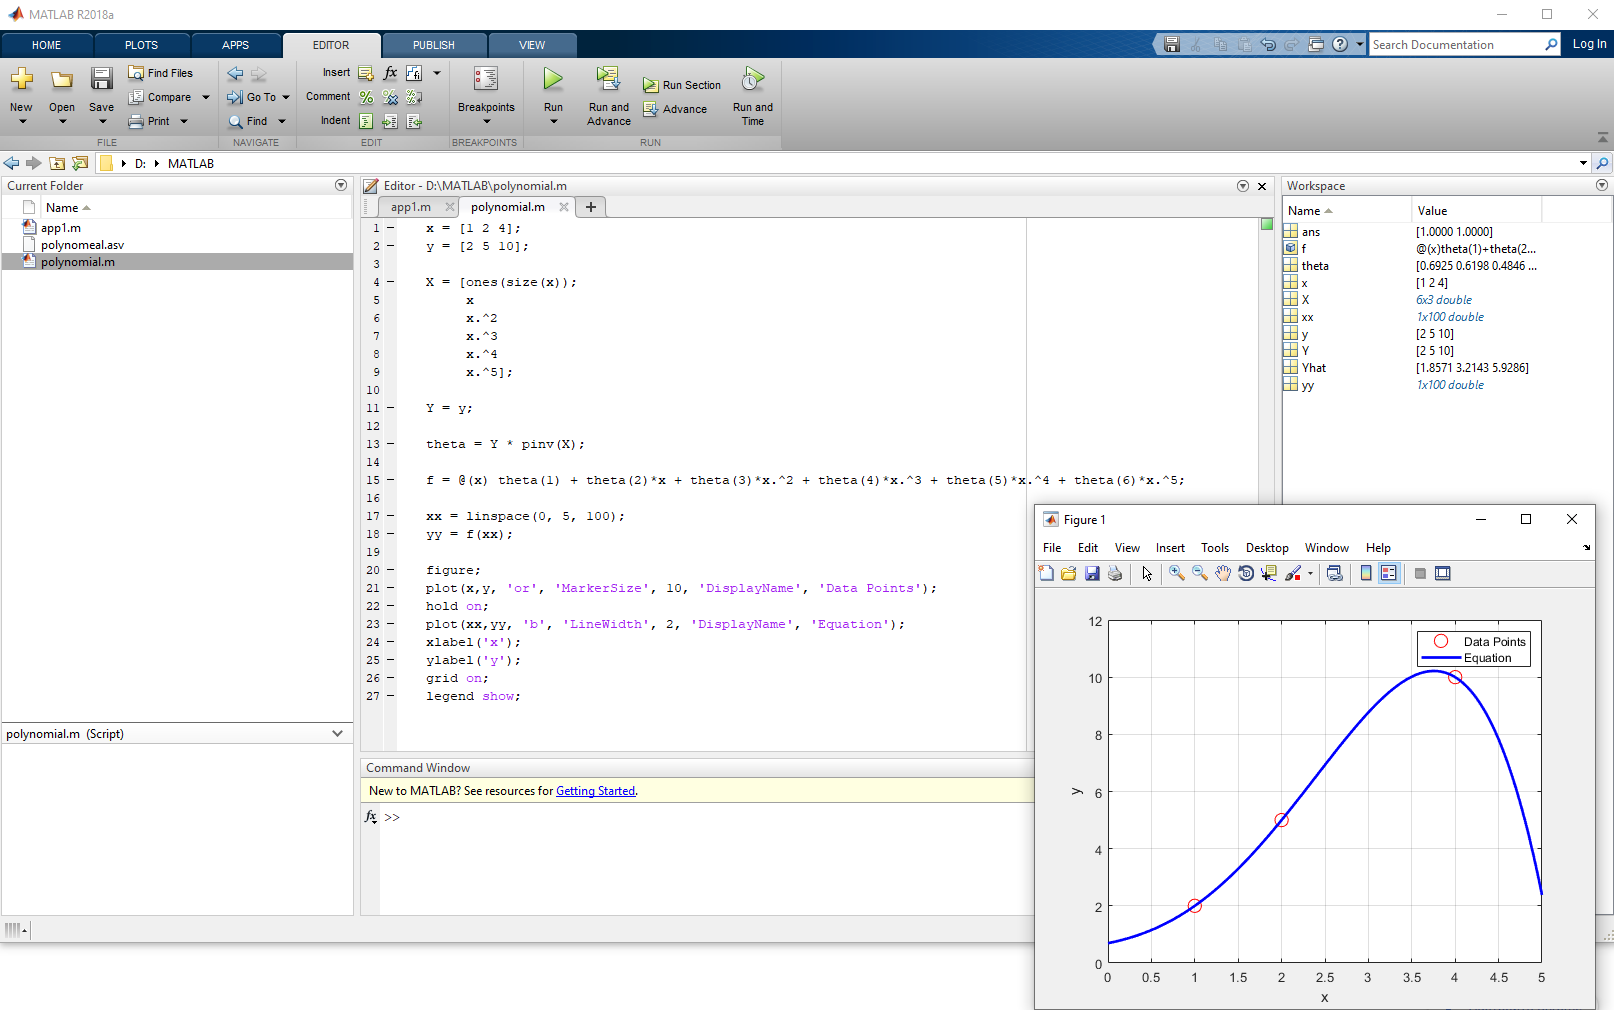 MATLAB R2018a
HOME PLOTS APPS EDITOR PUBLISH VIEW
Search Documentation Log In
New Open Save Find Files Compare Print
FILE
Go To Find
NAVIGATE
Insert fx fi
Comment
Indent
EDIT
Breakpoints
BREAKPOINTS
Run Run and Advance Run Section Advance Run and Time
RUN
D: MATLAB
Current Folder
Name
app1.m
polynomeal.asv
polynomial.m
polynomial.m (Script)
Editor - D:\MATLAB\polynomial.m
app1.m polynomial.m
1 x = [1 2 4];
2 y = [2 5 10];
3
4 X = [ones(size(x));
5 x
6 x.^2
7 x.^3
8 x.^4
9 x.^5];
10
11 Y = y;
12
13 theta = Y * pinv(X);
14
15 f = @(x) theta(1) + theta(2)*x + theta(3)*x.^2 + theta(4)*x.^3 + theta(5)*x.^4 + theta(6)*x.^5;
16
17 xx = linspace(0, 5, 100);
18 yy = f(xx);
19
20 figure;
21 plot(x,y, 'or', 'MarkerSize', 10, 'DisplayName', 'Data Points');
22 hold on;
23 plot(xx,yy, 'b', 'LineWidth', 2, 'DisplayName', 'Equation');
24 xlabel('x');
25 ylabel('y');
26 grid on;
27 legend show;
Command Window
New to MATLAB? See resources for Getting Started.
fx >>
Workspace
Name Value
ans [1.0000 1.0000]
f @(x)theta(1)+theta(2...
theta [0.6925 0.6198 0.4846 ...
x [1 2 4]
X 6x3 double
xx 1x100 double
y [2 5 10]
Y [2 5 10]
Yhat [1.8571 3.2143 5.9286]
yy 1x100 double
Figure 1
File Edit View Insert Tools Desktop Window Help
Data Points
Equation
12
10
8
6
4
2
0
y
0 0.5 1 1.5 2 2.5 3 3.5 4 4.5 5
x